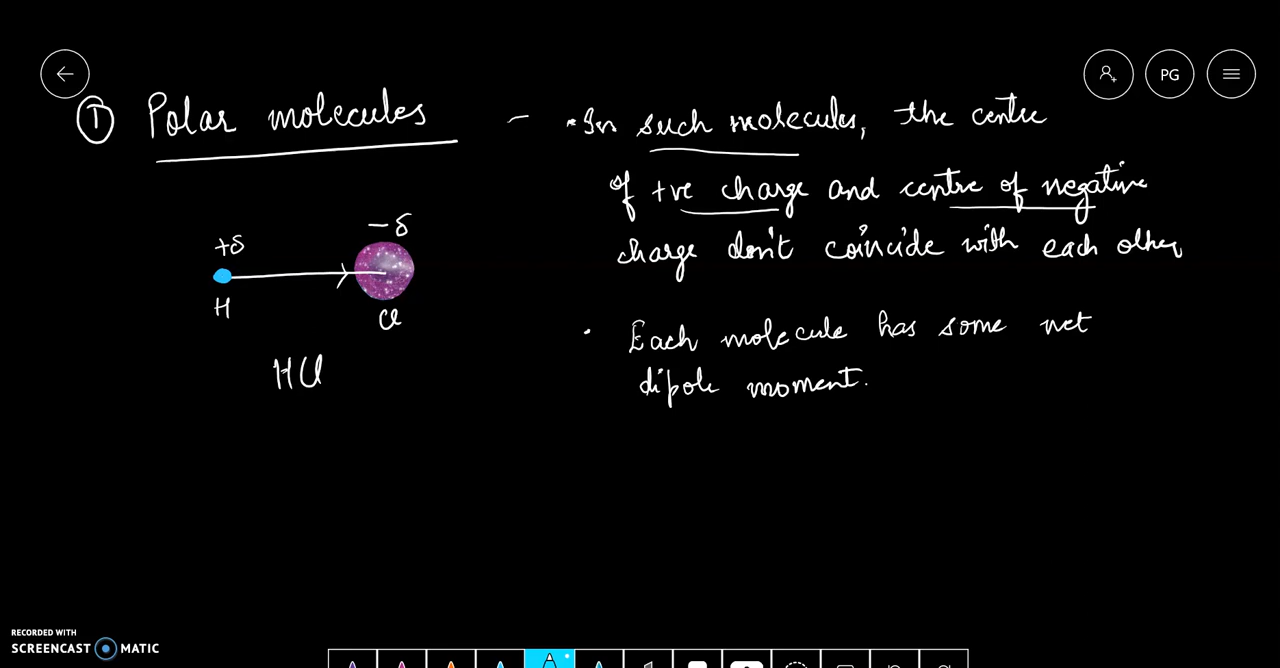 ① Polar molecules – • In such molecules, the centre
of +ve charge and centre of negative
charge don't coincide with each other
• Each molecule has some net
dipole moment.
+δ
−δ
H
Cl
HCl
PG
RECORDED WITH
SCREENCAST MATIC